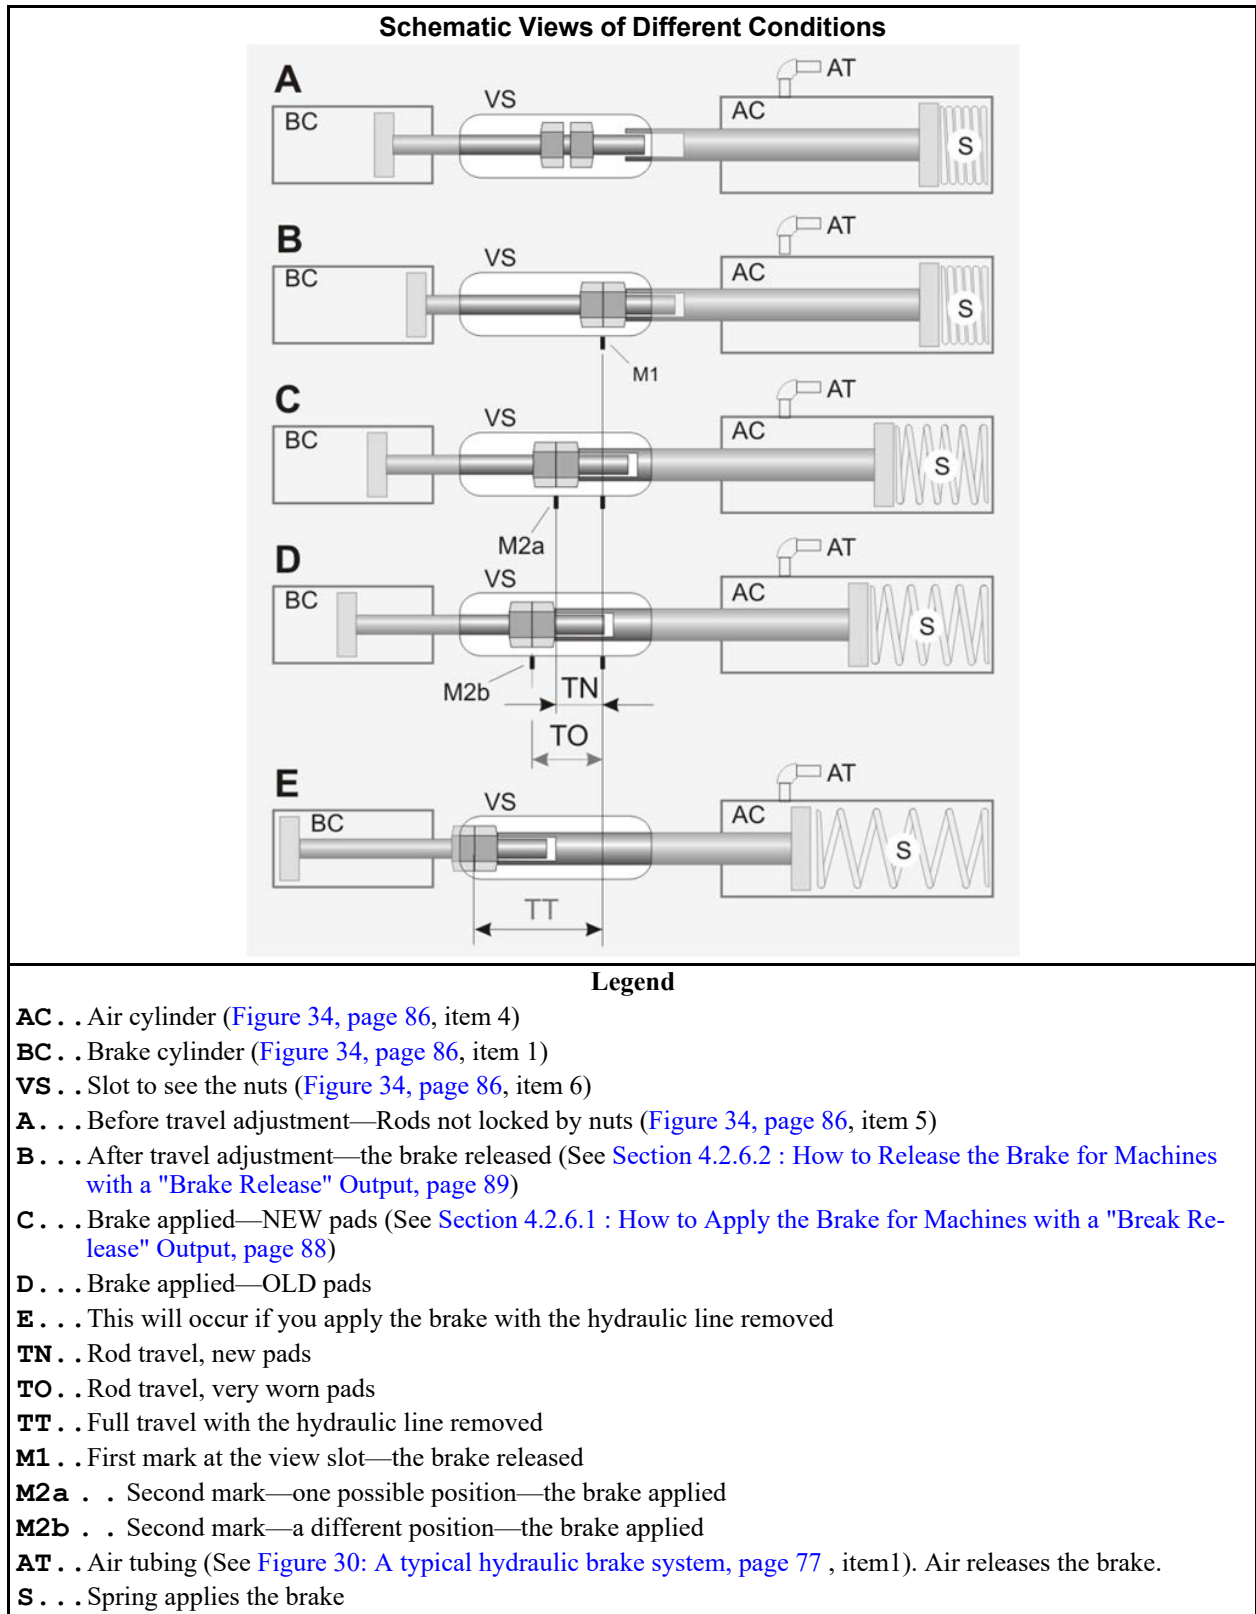 Schematic Views of Different Conditions
A
BC
VS
AC
AT
S
B
BC
VS
AC
AT
S
M1
C
BC
VS
AC
AT
S
M2a
D
BC
VS
AC
AT
S
M2b
TN
TO
E
BC
VS
AC
AT
S
TT
Legend
AC. . Air cylinder (Figure 34, page 86, item 4)
BC. . Brake cylinder (Figure 34, page 86, item 1)
VS. . Slot to see the nuts (Figure 34, page 86, item 6)
A. . . Before travel adjustment—Rods not locked by nuts (Figure 34, page 86, item 5)
B. . . After travel adjustment—the brake released (See Section 4.2.6.2 : How to Release the Brake for Machines
with a "Brake Release" Output, page 89)
C. . . Brake applied—NEW pads (See Section 4.2.6.1 : How to Apply the Brake for Machines with a "Break Re-
lease" Output, page 88)
D. . . Brake applied—OLD pads
E. . . This will occur if you apply the brake with the hydraulic line removed
TN. . Rod travel, new pads
TO. . Rod travel, very worn pads
TT. . Full travel with the hydraulic line removed
M1. . First mark at the view slot—the brake released
M2a . . Second mark—one possible position—the brake applied
M2b . . Second mark—a different position—the brake applied
AT. . Air tubing (See Figure 30: A typical hydraulic brake system, page 77 , item1). Air releases the brake.
S. . . Spring applies the brake